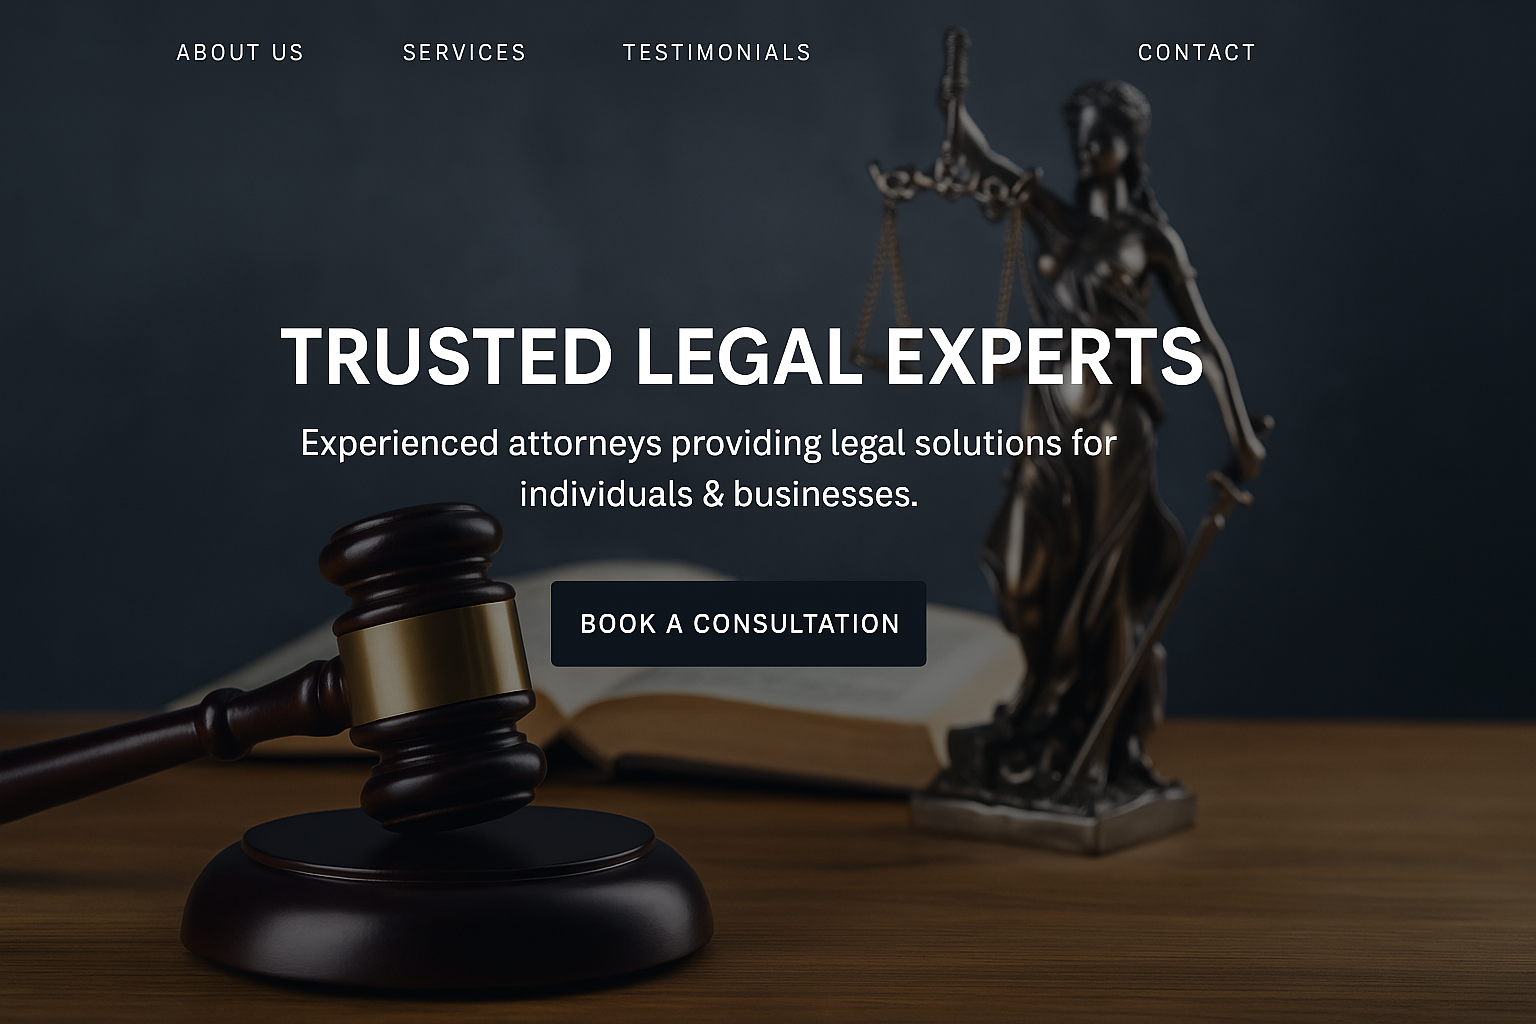 ABOUT US SERVICES TESTIMONIALS CONTACT
TRUSTED LEGAL EXPERTS
Experienced attorneys providing legal solutions for
individuals & businesses.
BOOK A CONSULTATION